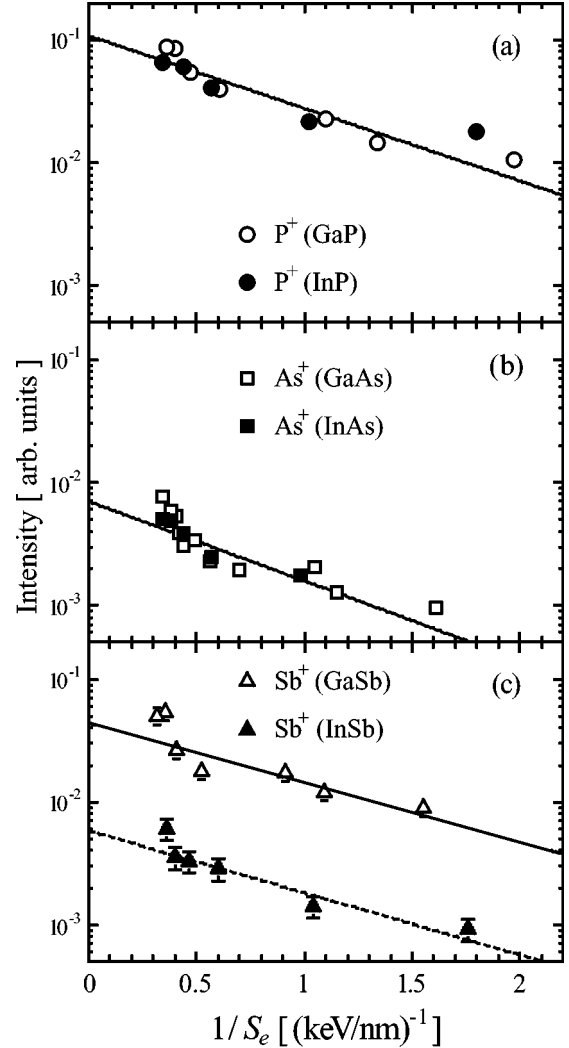 10⁻¹
(a)
10⁻²
P⁺ (GaP)
P⁺ (InP)
10⁻³
10⁻¹
(b)
As⁺ (GaAs)
As⁺ (InAs)
10⁻²
10⁻³
Intensity [ arb. units ]
Sb⁺ (GaSb)
(c)
10⁻¹
Sb⁺ (InSb)
10⁻²
10⁻³
0 0.5 1 1.5 2
1/ Sₑ [ (keV/nm)⁻¹ ]